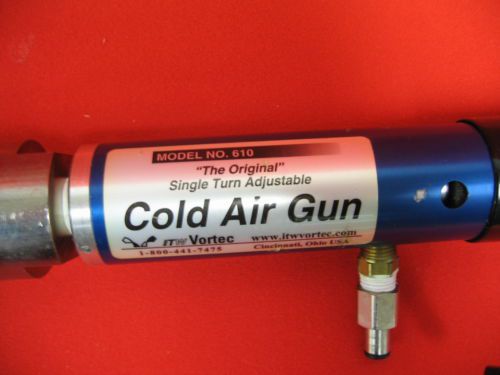 MODEL NO. 610
"The Original"
Single Turn Adjustable
Cold Air Gun
ITW Vortec www.itwvortec.com
1-800-441-7475 Cincinnati, Ohio USA